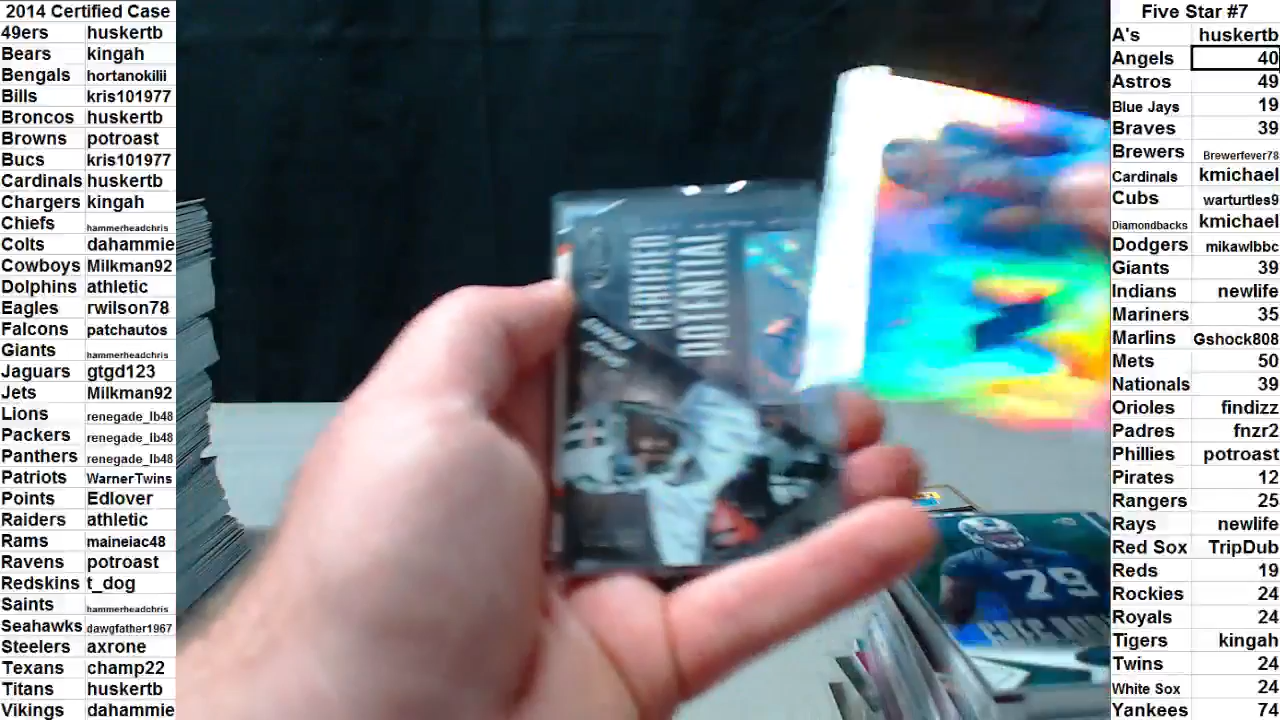 2014 Certified Case
49ers huskertb
Bears kingah
Bengals hortanokilii
Bills kris101977
Broncos huskertb
Browns potroast
Bucs kris101977
Cardinals huskertb
Chargers kingah
Chiefs hammerheadchris
Colts dahammie
Cowboys Milkman92
Dolphins athletic
Eagles rwilson78
Falcons patchautos
Giants hammerheadchris
Jaguars gtgd123
Jets Milkman92
Lions renegade_lb48
Packers renegade_lb48
Panthers renegade_lb48
Patriots WarnerTwins
Points Edlover
Raiders athletic
Rams maineiac48
Ravens potroast
Redskins t_dog
Saints hammerheadchris
Seahawks dawgfather1967
Steelers axrone
Texans champ22
Titans huskertb
Vikings dahammie
POTENTIAL
79
Five Star #7
A's huskertb
Angels 40
Astros 49
Blue Jays 19
Braves 39
Brewers Brewerfever78
Cardinals kmichael
Cubs warturtles9
Diamondbacks kmichael
Dodgers mikawlbbc
Giants 39
Indians newlife
Mariners 35
Marlins Gshock808
Mets 50
Nationals 39
Orioles findizz
Padres fnzr2
Phillies potroast
Pirates 12
Rangers 25
Rays newlife
Red Sox TripDub
Reds 19
Rockies 24
Royals 24
Tigers kingah
Twins 24
White Sox 24
Yankees 74